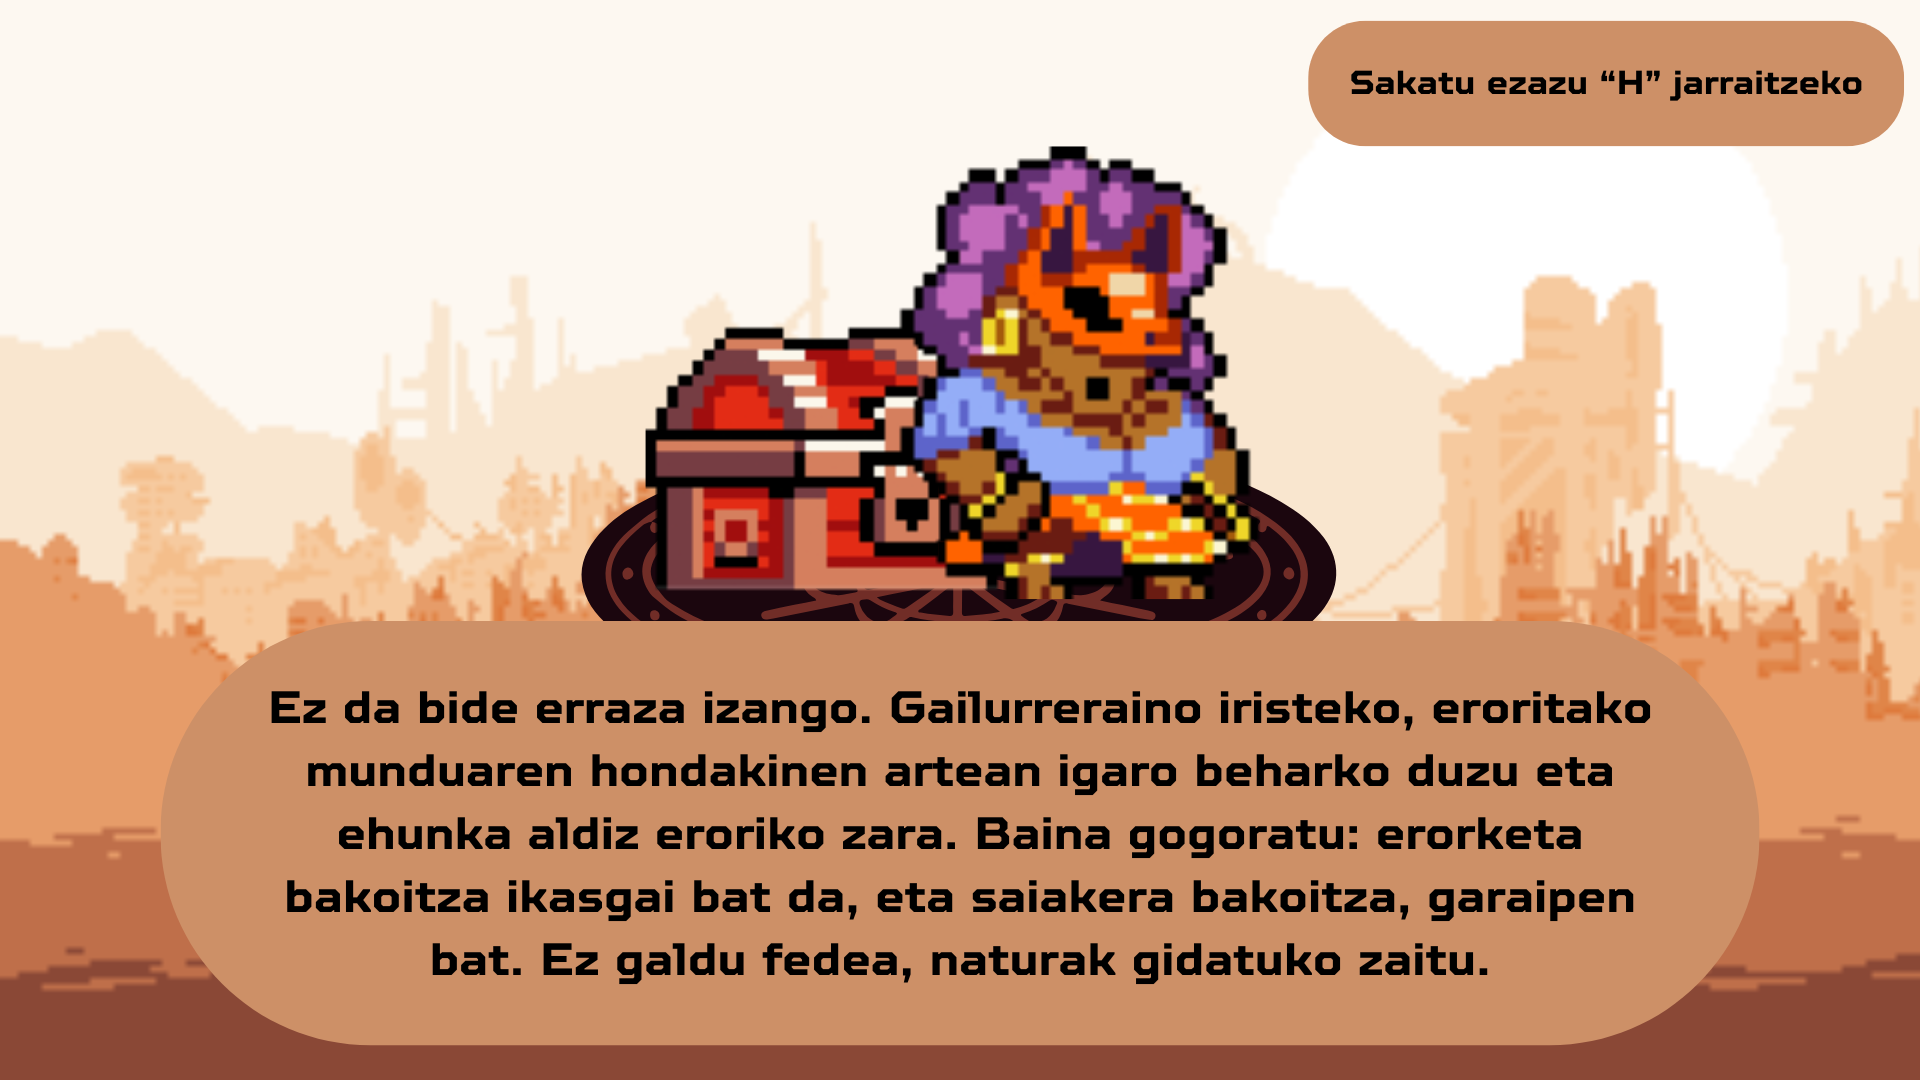 Sakatu ezazu “H” jarraitzeko
Ez da bide erraza izango. Gailurreraino iristeko, eroritako
munduaren hondakinen artean igaro beharko duzu eta
ehunka aldiz eroriko zara. Baina gogoratu: erorketa
bakoitza ikasgai bat da, eta saiakera bakoitza, garaipen
bat. Ez galdu fedea, naturak gidatuko zaitu.